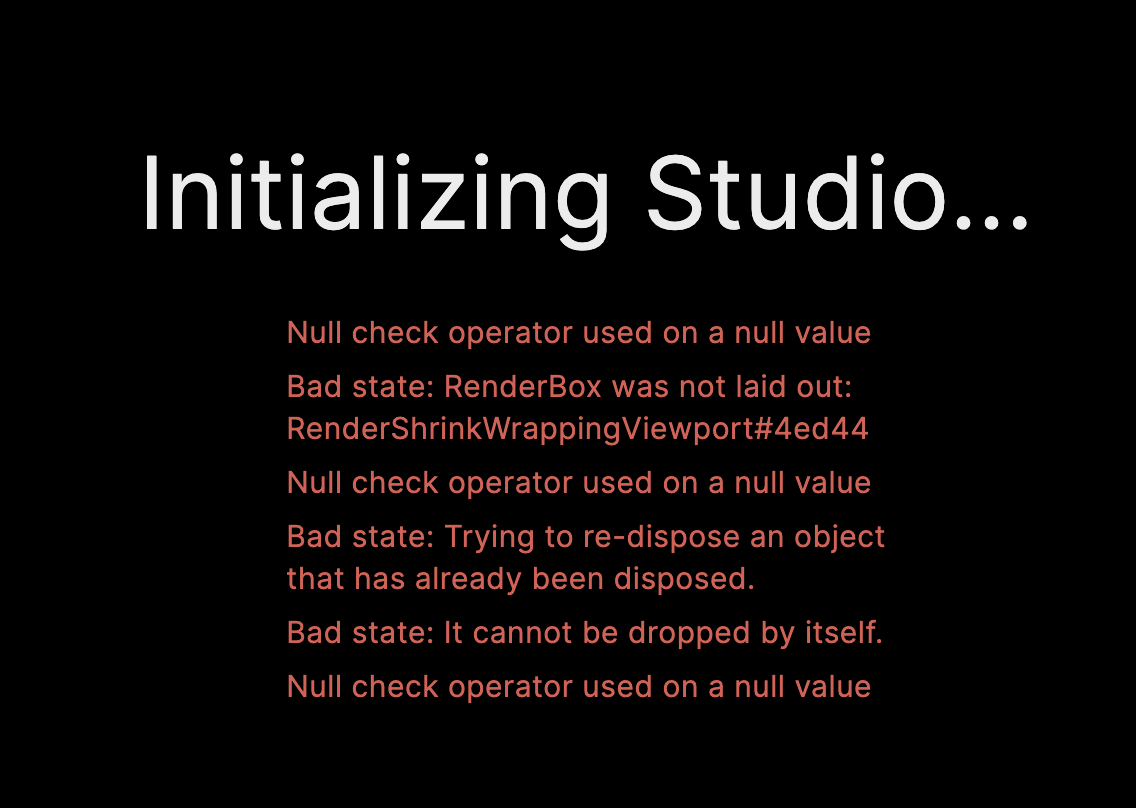 Initializing Studio...
Null check operator used on a null value
Bad state: RenderBox was not laid out:
RenderShrinkWrappingViewport#4ed44
Null check operator used on a null value
Bad state: Trying to re-dispose an object
that has already been disposed.
Bad state: It cannot be dropped by itself.
Null check operator used on a null value